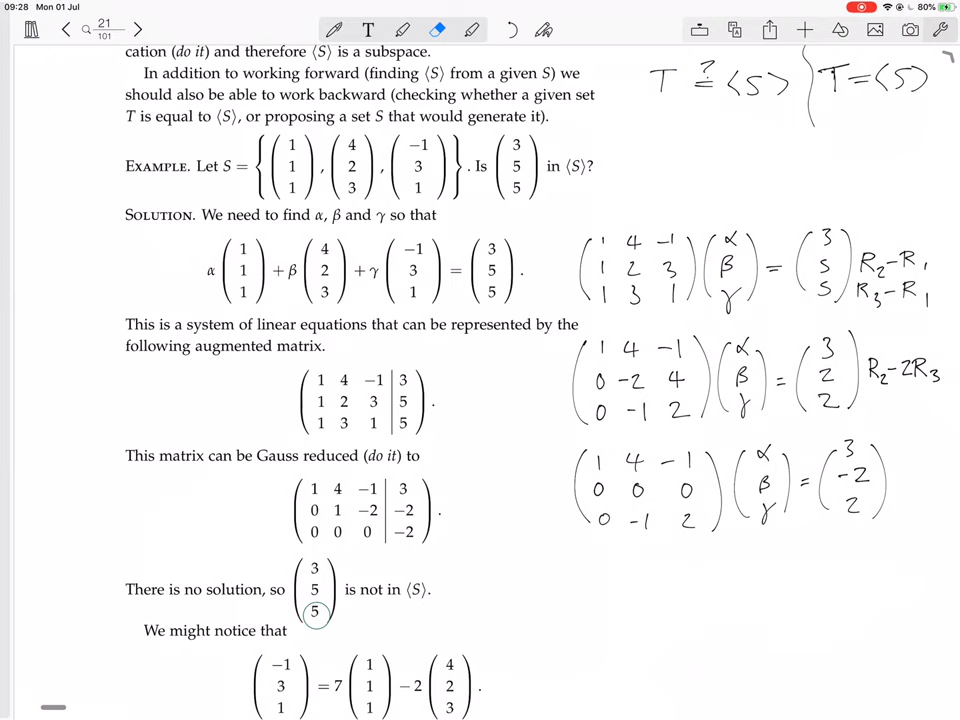 09:28 Mon 01 Jul
80%
21
101
T
cation (do it) and therefore ⟨S⟩ is a subspace.
In addition to working forward (finding ⟨S⟩ from a given S) we
should also be able to work backward (checking whether a given set
T is equal to ⟨S⟩, or proposing a set S that would generate it).
T ≟ ⟨S⟩ T = ⟨S⟩
EXAMPLE. Let S = { (1 1 1), (4 2 3), (−1 3 1) }. Is (3 5 5) in ⟨S⟩?
SOLUTION. We need to find α, β and γ so that
α (1 1 1) + β (4 2 3) + γ (−1 3 1) = (3 5 5).
This is a system of linear equations that can be represented by the
following augmented matrix.
1 4 −1 | 3
1 2 3 | 5
1 3 1 | 5 .
This matrix can be Gauss reduced (do it) to
1 4 −1 | 3
0 1 −2 | −2
0 0 0 | −2 .
There is no solution, so (3 5 5) is not in ⟨S⟩.
We might notice that
(−1 3 1) = 7 (1 1 1) − 2 (4 2 3).
1 4 −1 α 3
1 2 3 β = 5 R₂−R₁
1 3 1 γ 5 R₃−R₁
1 4 −1 α 3
0 −2 4 β = 2 R₂−2R₃
0 −1 2 γ 2
1 4 −1 α 3
0 0 0 β = −2
0 −1 2 γ 2